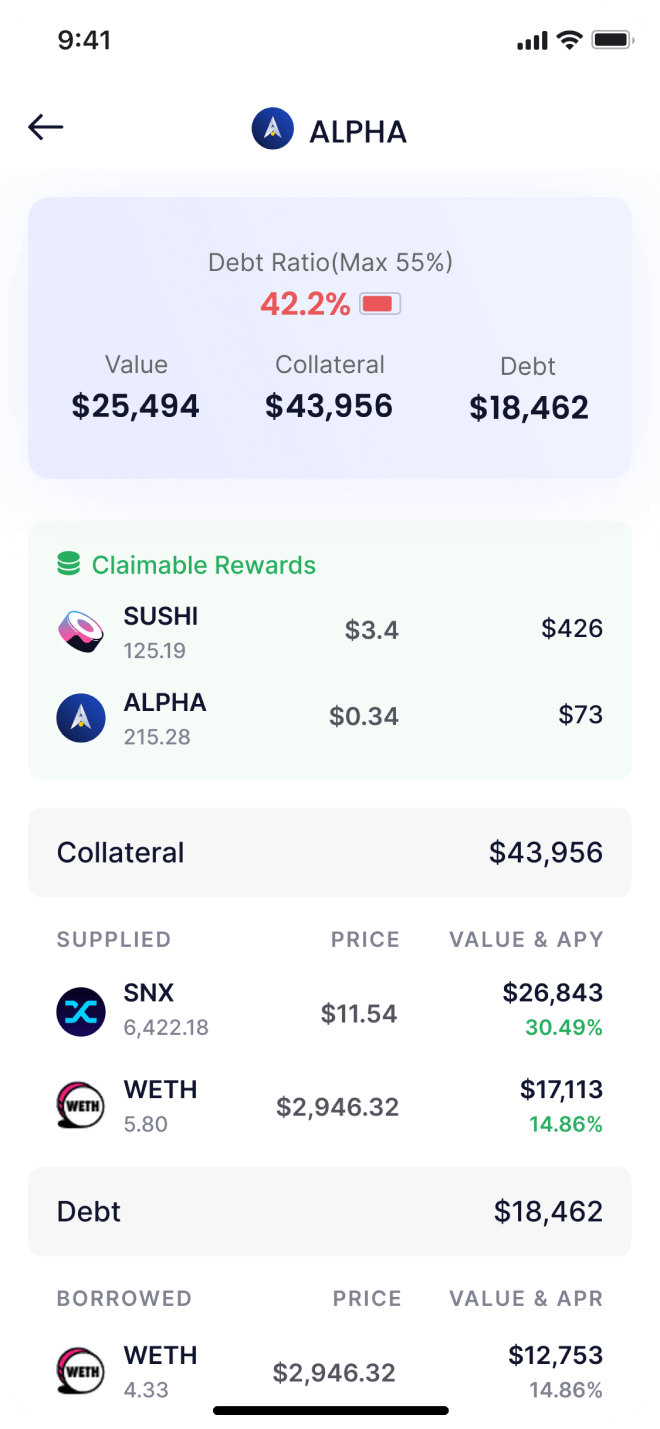 9:41
ALPHA
Debt Ratio(Max 55%)
42.2%
Value Collateral Debt
$25,494 $43,956 $18,462
Claimable Rewards
SUSHI $3.4 $426
125.19
ALPHA $0.34 $73
215.28
Collateral $43,956
SUPPLIED PRICE VALUE & APY
SNX $11.54 $26,843
6,422.18 30.49%
WETH WETH $2,946.32 $17,113
5.80 14.86%
Debt $18,462
BORROWED PRICE VALUE & APR
WETH WETH $2,946.32 $12,753
4.33 14.86%